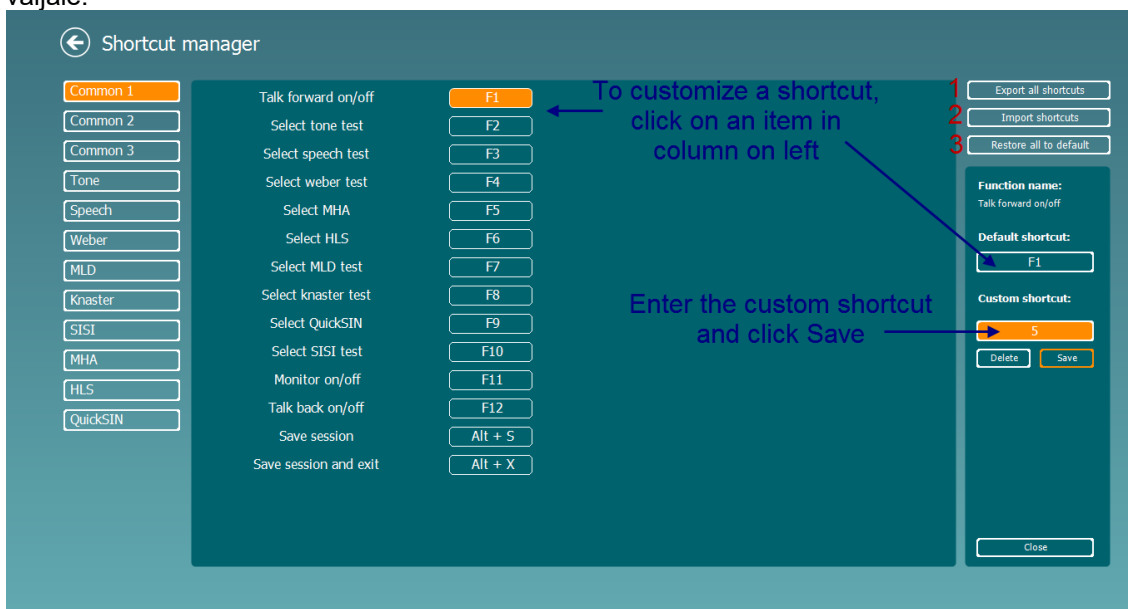 Shortcut manager
Common 1
Common 2
Common 3
Tone
Speech
Weber
MLD
Knaster
SISI
MHA
HLS
QuickSIN
Talk forward on/off F1
Select tone test F2
Select speech test F3
Select weber test F4
Select MHA F5
Select HLS F6
Select MLD test F7
Select knaster test F8
Select QuickSIN F9
Select SISI test F10
Monitor on/off F11
Talk back on/off F12
Save session Alt + S
Save session and exit Alt + X
To customize a shortcut,
click on an item in
column on left
Enter the custom shortcut
and click Save
1 Export all shortcuts
2 Import shortcuts
3 Restore all to default
Function name:
Talk forward on/off
Default shortcut:
F1
Custom shortcut:
5
Delete Save
Close